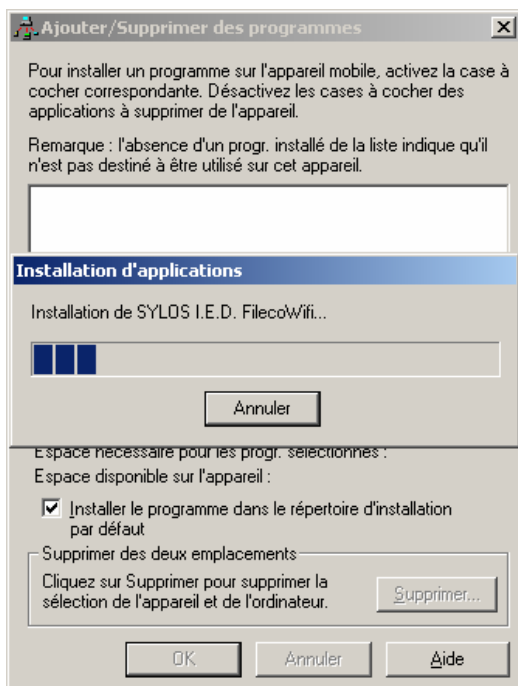 Ajouter/Supprimer des programmes
Pour installer un programme sur l'appareil mobile, activez la case à
cocher correspondante. Désactivez les cases à cocher des
applications à supprimer de l'appareil.
Remarque : l'absence d'un progr. installé de la liste indique qu'il
n'est pas destiné à être utilisé sur cet appareil.
Installation d'applications
Installation de SYLOS I.E.D. FilecoWifi...
Annuler
Espace nécessaire pour les progr. sélectionnés :
Espace disponible sur l'appareil :
Installer le programme dans le répertoire d'installation
par défaut
Supprimer des deux emplacements
Cliquez sur Supprimer pour supprimer la
sélection de l'appareil et de l'ordinateur.
Supprimer...
OK
Annuler
Aide